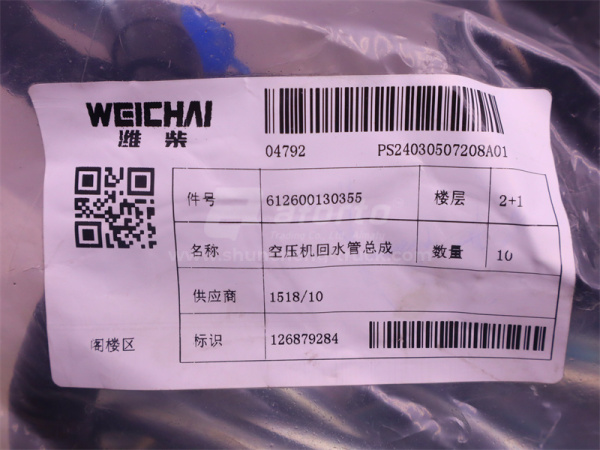 WEICHAI
潍柴
04792 PS24030507208A01
件号 612600130355 楼层 2+1
名称 空压机回水管总成 数量 10
供应商 1518/10
标识 126879284
阁楼区